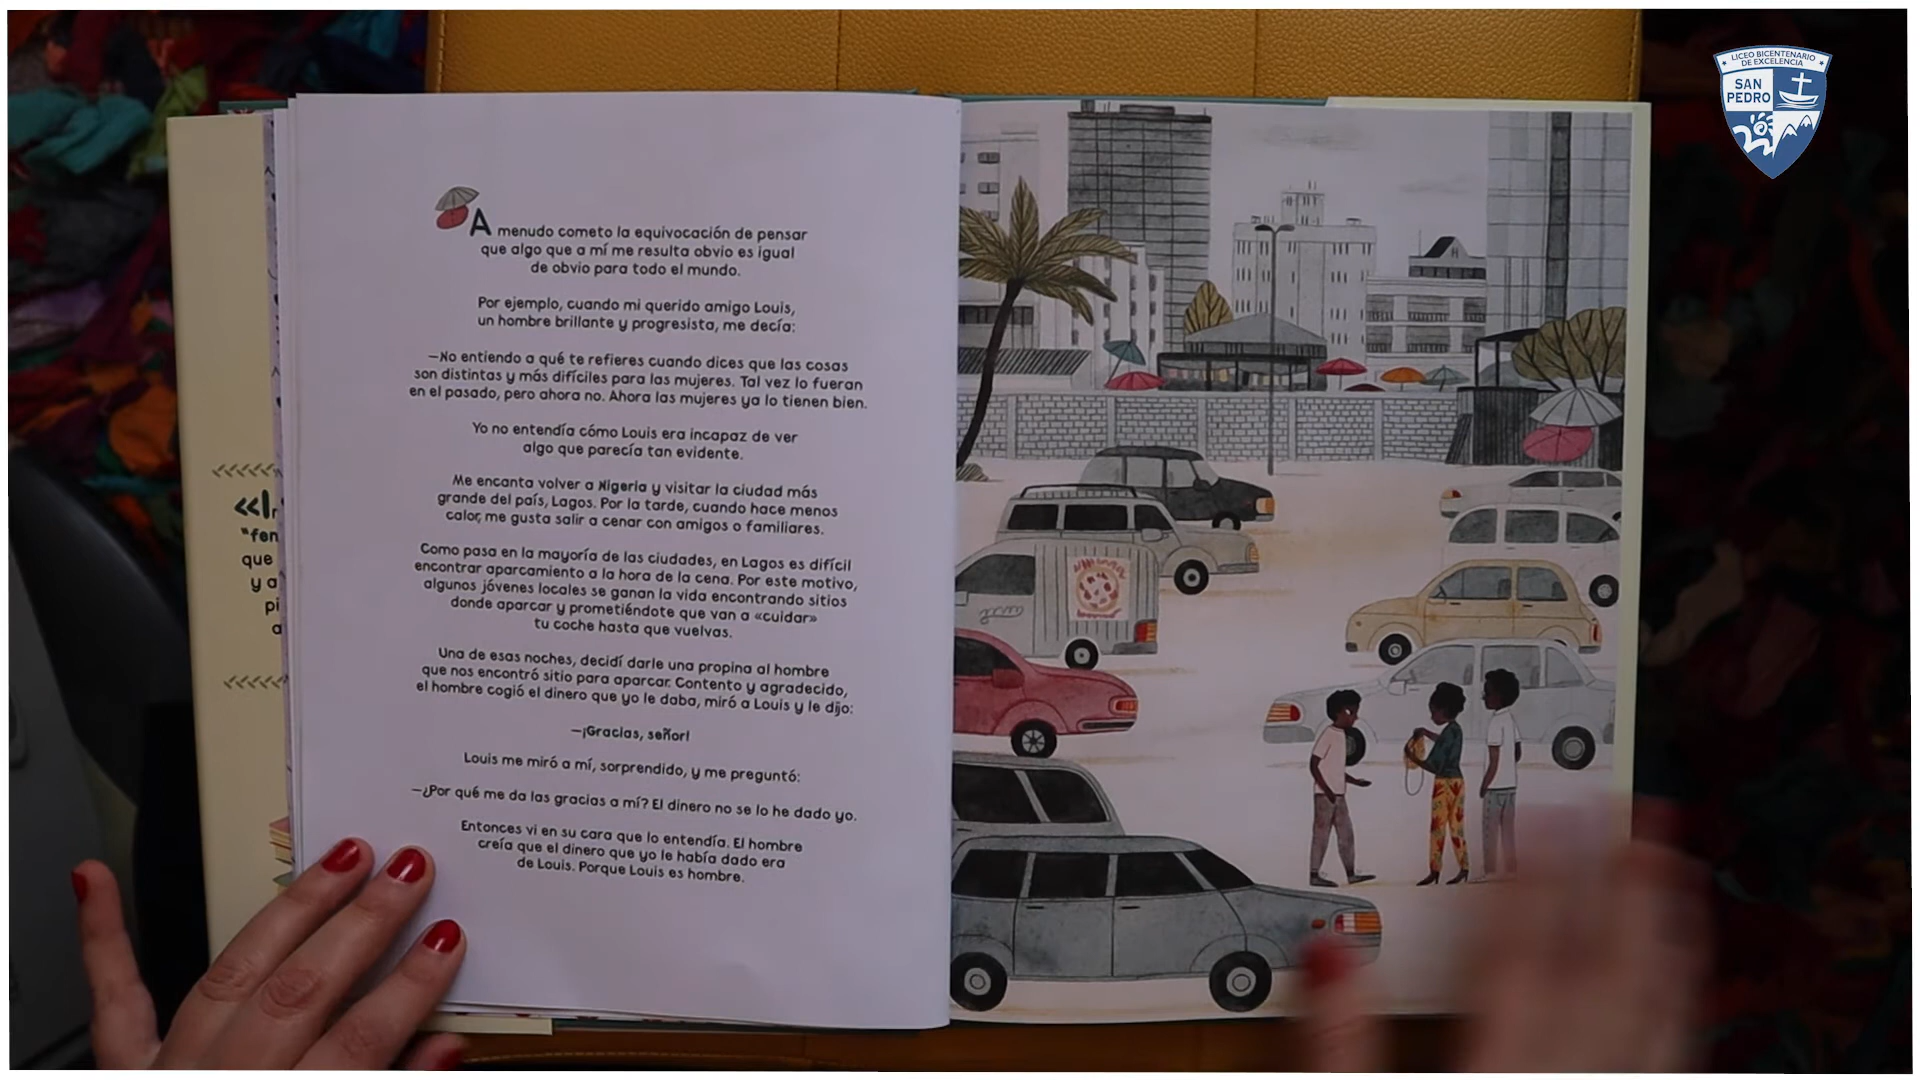 LICEO BICENTENARIO
DE EXCELENCIA
SAN
PEDRO
A menudo cometo la equivocación de pensar
que algo que a mí me resulta obvio es igual
de obvio para todo el mundo.
Por ejemplo, cuando mi querido amigo Louis,
un hombre brillante y progresista, me decía:
—No entiendo a qué te refieres cuando dices que las cosas
son distintas y más difíciles para las mujeres. Tal vez lo fueran
en el pasado, pero ahora no. Ahora las mujeres ya lo tienen bien.
Yo no entendía cómo Louis era incapaz de ver
algo que parecía tan evidente.
Me encanta volver a Nigeria y visitar la ciudad más
grande del país, Lagos. Por la tarde, cuando hace menos
calor, me gusta salir a cenar con amigos o familiares.
Como pasa en la mayoría de las ciudades, en Lagos es difícil
encontrar aparcamiento a la hora de la cena. Por este motivo,
algunos jóvenes locales se ganan la vida encontrando sitios
donde aparcar y prometiéndote que van a «cuidar»
tu coche hasta que vuelvas.
Una de esas noches, decidí darle una propina al hombre
que nos encontró sitio para aparcar. Contento y agradecido,
el hombre cogió el dinero que yo le daba, miró a Louis y le dijo:
—¡Gracias, señor!
Louis me miró a mí, sorprendido, y me preguntó:
—¿Por qué me da las gracias a mí? El dinero no se lo he dado yo.
Entonces vi en su cara que lo entendía. El hombre
creía que el dinero que yo le había dado era
de Louis. Porque Louis es hombre.
"fen
que
y a
pi
a